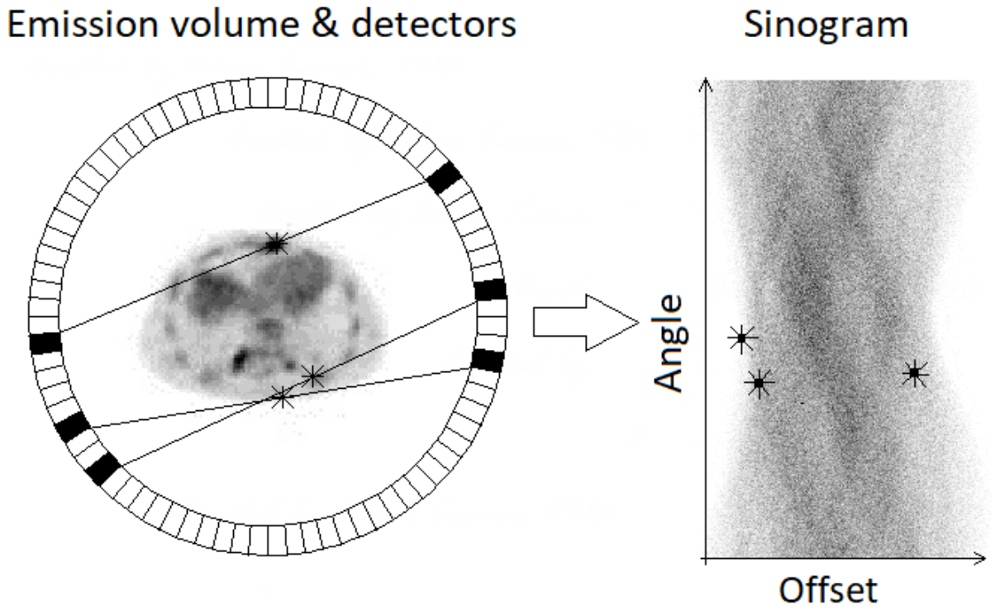 Emission volume & detectors
Sinogram
Angle
Offset